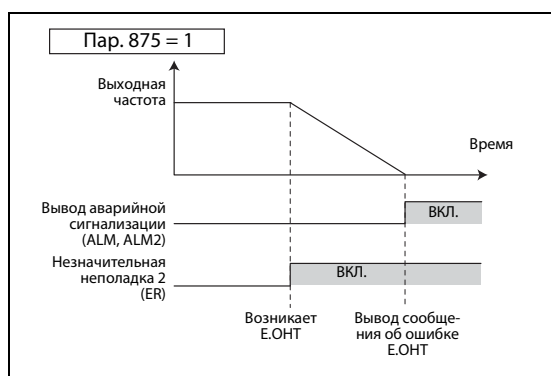 Пар. 875 = 1
Выходная
частота
Время
Вывод аварийной
сигнализации
(ALM, ALM2)
ВКЛ.
Незначительная
неполадка 2
(ER)
ВКЛ.
Возникает
E.OHT
Вывод сообще-
ния об ошибке
E.OHT